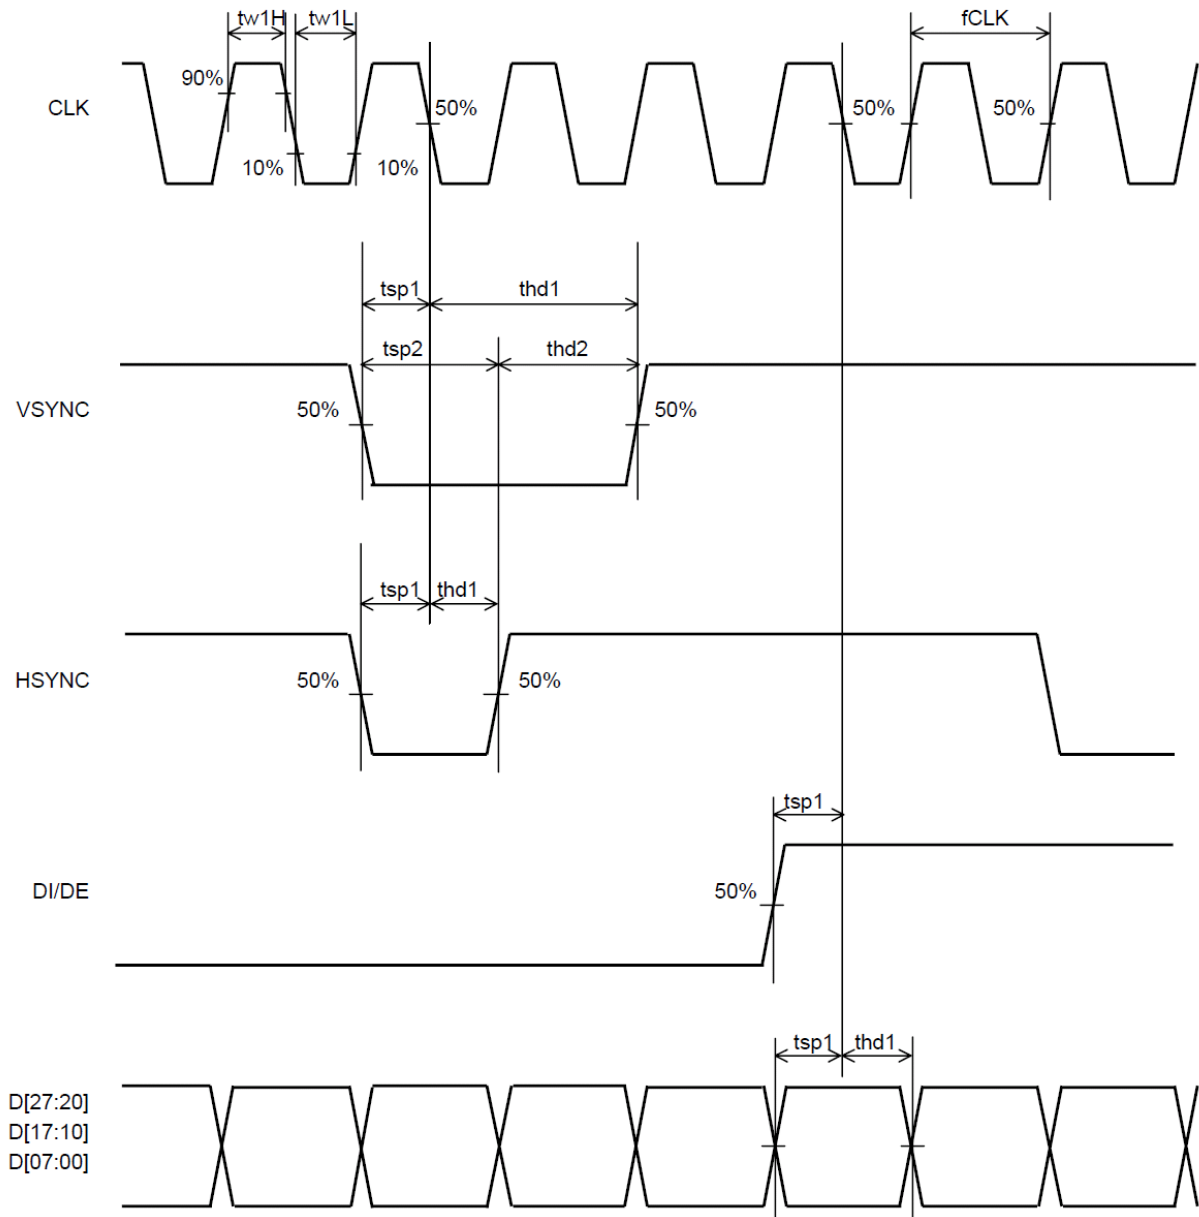 tw1H tw1L fCLK
90%
CLK 50% 50% 50%
10% 10%
tsp1 thd1
tsp2 thd2
VSYNC 50% 50%
tsp1 thd1
HSYNC 50% 50%
tsp1
DI/DE 50%
tsp1 thd1
D[27:20]
D[17:10]
D[07:00]